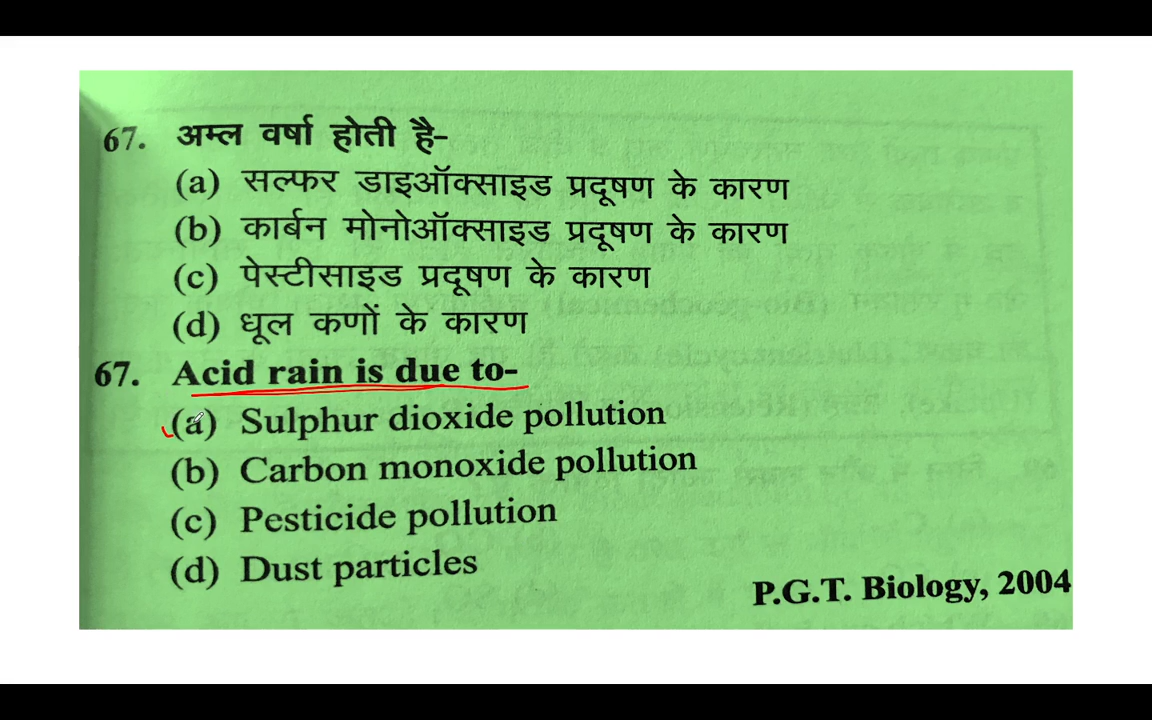 67. अम्ल वर्षा होती है-
(a) सल्फर डाइऑक्साइड प्रदूषण के कारण
(b) कार्बन मोनोऑक्साइड प्रदूषण के कारण
(c) पेस्टीसाइड प्रदूषण के कारण
(d) धूल कणों के कारण
67. Acid rain is due to-
(a) Sulphur dioxide pollution
(b) Carbon monoxide pollution
(c) Pesticide pollution
(d) Dust particles
P.G.T. Biology, 2004